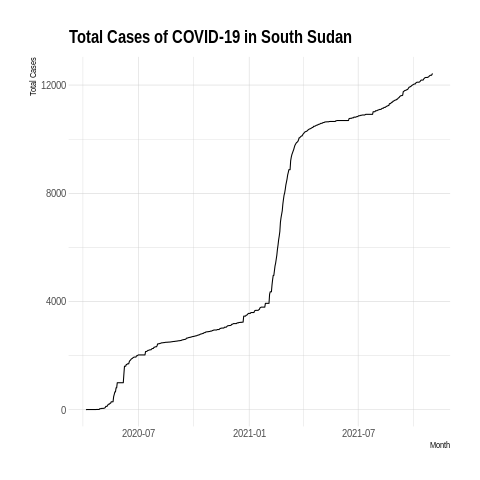 Total Cases of COVID-19 in South Sudan
Total Cases
12000
8000
4000
0
2020-07 2021-01 2021-07
Month